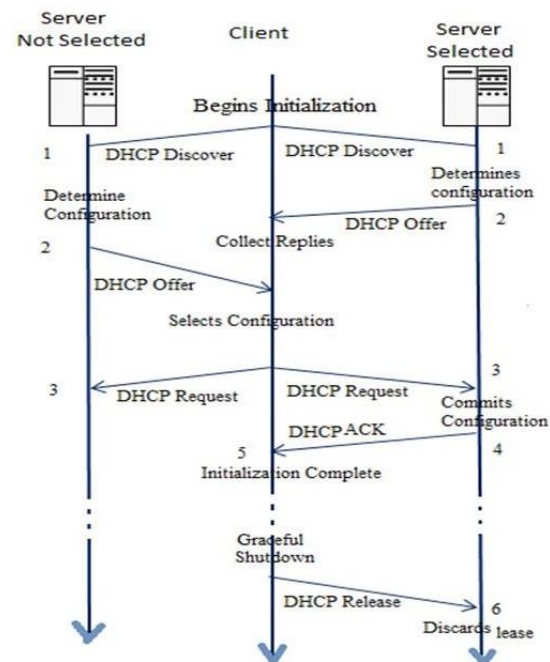 Server
Not Selected
Client
Server
Selected
Begins Initialization
1
DHCP Discover
DHCP Discover
1
Determine
Configuration
Determines
configuration
DHCP Offer
2
Collect Replies
2
DHCP Offer
Selects Configuration
3
DHCP Request
DHCP Request
3
Commits
Configuration
DHCP ACK
4
5
Initialization Complete
Graceful
Shutdown
DHCP Release
6
Discards lease